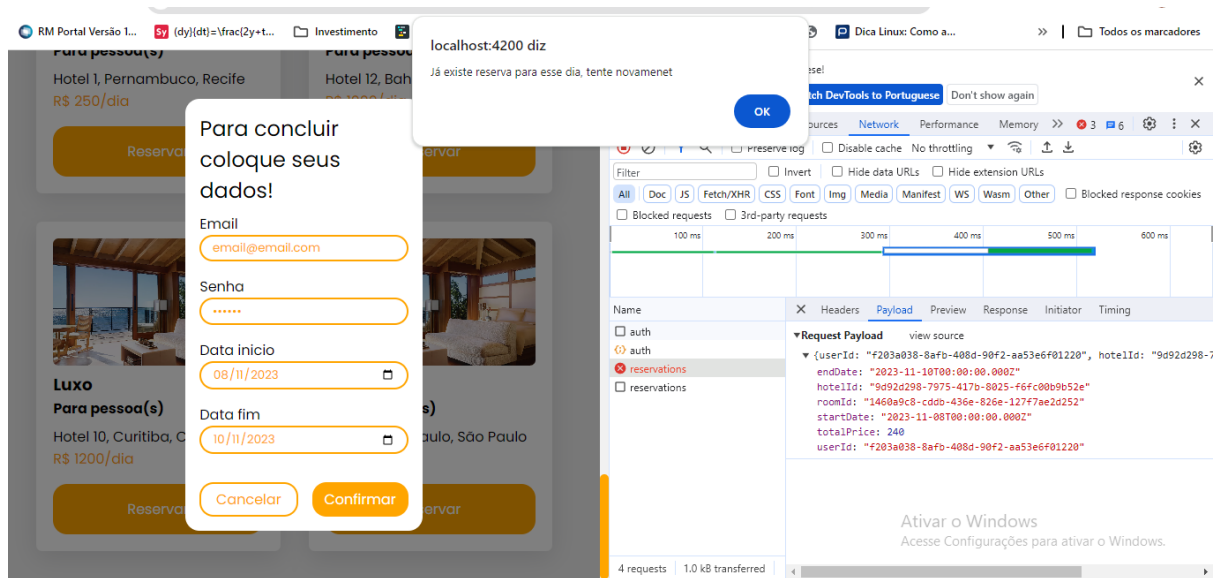 RM Portal Versão 1...
Sy
(dy}{dt}=\frac{2y+t...
Investimento
Dica Linux: Como a...
»
Todos os marcadores
localhost:4200 diz
Já existe reserva para esse dia, tente novamenet
OK
Hotel 1, Pernambuco, Recife
R$ 250/dia
Reserva
Para pessoa(s)
Hotel 12, Bah
ervar
Para concluir
coloque seus
dados!
Email
email@email.com
Senha
••••••
Data inicio
08/11/2023
Data fim
10/11/2023
Cancelar
Confirmar
Luxo
Para pessoa(s)
Hotel 10, Curitiba, C
R$ 1200/dia
Reserva
s)
aulo, São Paulo
ervar
ese!
tch DevTools to Portuguese
Don't show again
ources
Network
Performance
Memory
»
3
6
Preserve log
Disable cache
No throttling
Filter
Invert
Hide data URLs
Hide extension URLs
All
Doc
JS
Fetch/XHR
CSS
Font
Img
Media
Manifest
WS
Wasm
Other
Blocked response cookies
Blocked requests
3rd-party requests
100 ms
200 ms
300 ms
400 ms
500 ms
600 ms
Name
auth
auth
reservations
reservations
Headers
Payload
Preview
Response
Initiator
Timing
Request Payload
view source
{userId: "f203a038-8afb-408d-90f2-aa53e6f01220", hotelId: "9d92d298-7
endDate: "2023-11-10T00:00:00.000Z"
hotelId: "9d92d298-7975-417b-8025-f6fc00b9b52e"
roomId: "1460a9c8-cddb-436e-826e-127f7ae2d252"
startDate: "2023-11-08T00:00:00.000Z"
totalPrice: 240
userId: "f203a038-8afb-408d-90f2-aa53e6f01220"
Ativar o Windows
Acesse Configurações para ativar o Windows.
4 requests
1.0 kB transferred